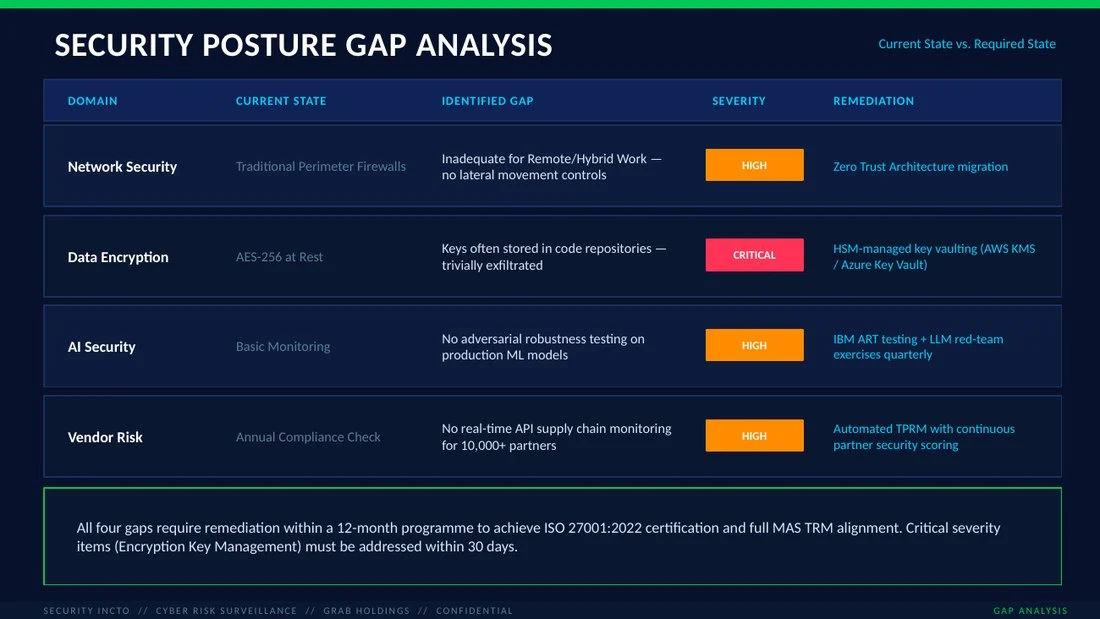 SECURITY POSTURE GAP ANALYSIS
Current State vs. Required State
DOMAIN
CURRENT STATE
IDENTIFIED GAP
SEVERITY
REMEDIATION
Network Security
Traditional Perimeter Firewalls
Inadequate for Remote/Hybrid Work —
no lateral movement controls
HIGH
Zero Trust Architecture migration
Data Encryption
AES-256 at Rest
Keys often stored in code repositories —
trivially exfiltrated
CRITICAL
HSM-managed key vaulting (AWS KMS
/ Azure Key Vault)
AI Security
Basic Monitoring
No adversarial robustness testing on
production ML models
HIGH
IBM ART testing + LLM red-team
exercises quarterly
Vendor Risk
Annual Compliance Check
No real-time API supply chain monitoring
for 10,000+ partners
HIGH
Automated TPRM with continuous
partner security scoring
All four gaps require remediation within a 12-month programme to achieve ISO 27001:2022 certification and full MAS TRM alignment. Critical severity
items (Encryption Key Management) must be addressed within 30 days.
SECURITY INCTO // CYBER RISK SURVEILLANCE // GRAB HOLDINGS // CONFIDENTIAL
GAP ANALYSIS